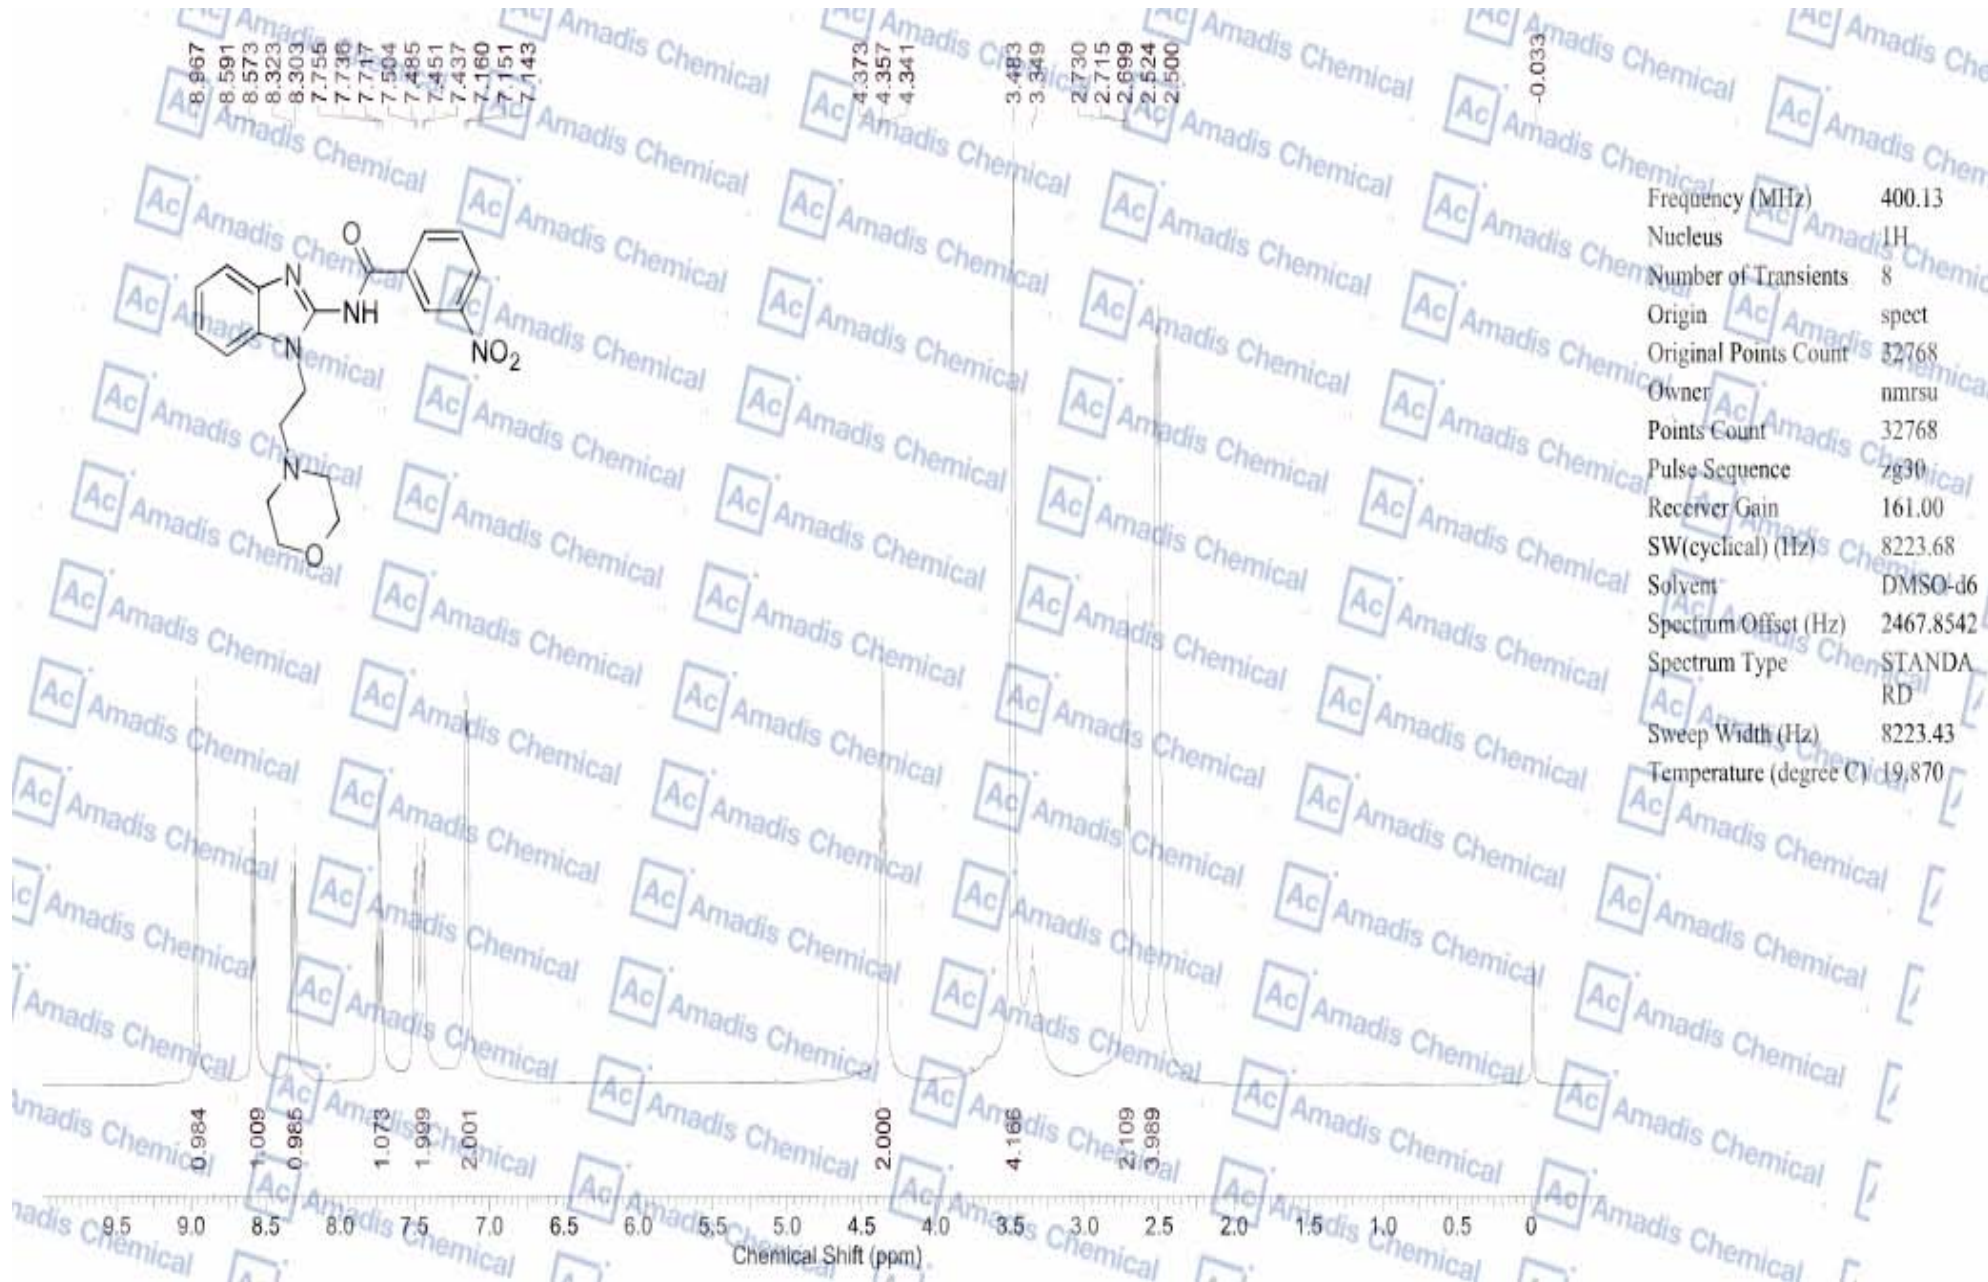 8.967
8.591
8.573
8.323
8.303
7.755
7.736
7.717
7.504
7.485
7.451
7.437
7.160
7.151
7.143
4.373
4.357
4.341
3.483
3.349
2.730
2.715
2.699
2.524
2.500
-0.033
O
N
NH
N
NO2
N
O
Frequency (MHz) 400.13
Nucleus 1H
Number of Transients 8
Origin spect
Original Points Count 32768
Owner nmrsu
Points Count 32768
Pulse Sequence zg30
Receiver Gain 161.00
SW(cyclical) (Hz) 8223.68
Solvent DMSO-d6
Spectrum Offset (Hz) 2467.8542
Spectrum Type STANDA
RD
Sweep Width (Hz) 8223.43
Temperature (degree C) 19.870
0.984
1.009
0.985
1.073
1.999
2.001
2.000
4.166
2.109
3.989
9.5 9.0 8.5 8.0 7.5 7.0 6.5 6.0 5.5 5.0 4.5 4.0 3.5 3.0 2.5 2.0 1.5 1.0 0.5 0
Chemical Shift (ppm)
Ac Amadis Chemical